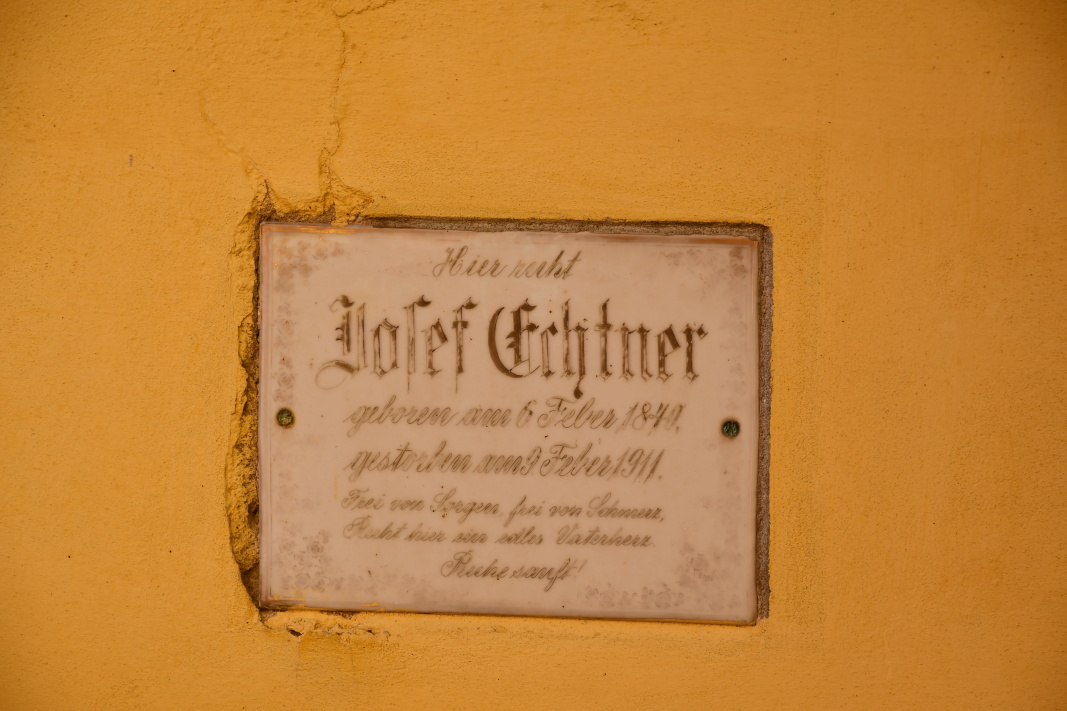 Hier ruht
Josef Echtner
geboren am 6 Feber 1849.
gestorben am 9 Feber 1911.
Frei von Sorgen, frei von Schmerz,
Ruht hier ein edles Vaterherz.
Ruhe sanft!